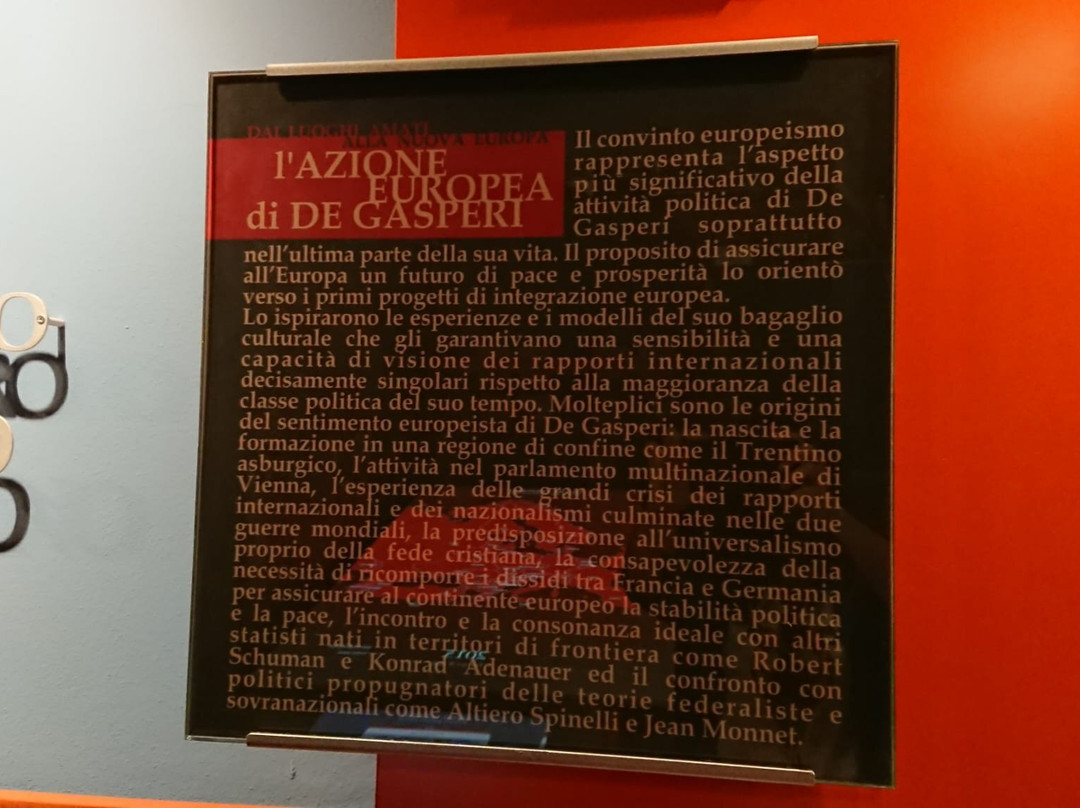 DAI LUOGHI AMATI
ALLA NUOVA EUROPA
l'AZIONE
EUROPEA
di DE GASPERI
Il convinto europeismo
rappresenta l'aspetto
più significativo della
attività politica di De
Gasperi soprattutto
nell'ultima parte della sua vita. Il proposito di assicurare
all'Europa un futuro di pace e prosperità lo orientò
verso i primi progetti di integrazione europea.
Lo ispirarono le esperienze e i modelli del suo bagaglio
culturale che gli garantivano una sensibilità e una
capacità di visione dei rapporti internazionali
decisamente singolari rispetto alla maggioranza della
classe politica del suo tempo. Molteplici sono le origini
del sentimento europeista di De Gasperi: la nascita e la
formazione in una regione di confine come il Trentino
asburgico, l'attività nel parlamento multinazionale di
Vienna, l'esperienza delle grandi crisi dei rapporti
internazionali e dei nazionalismi culminate nelle due
guerre mondiali, la predisposizione all'universalismo
proprio della fede cristiana, la consapevolezza della
necessità di ricomporre i dissidi tra Francia e Germania
per assicurare al continente europeo la stabilità politica
e la pace, l'incontro e la consonanza ideale con altri
statisti nati in territori di frontiera come Robert
Schuman e Konrad Adenauer ed il confronto con
politici propugnatori delle teorie federaliste e
sovranazionali come Altiero Spinelli e Jean Monnet.